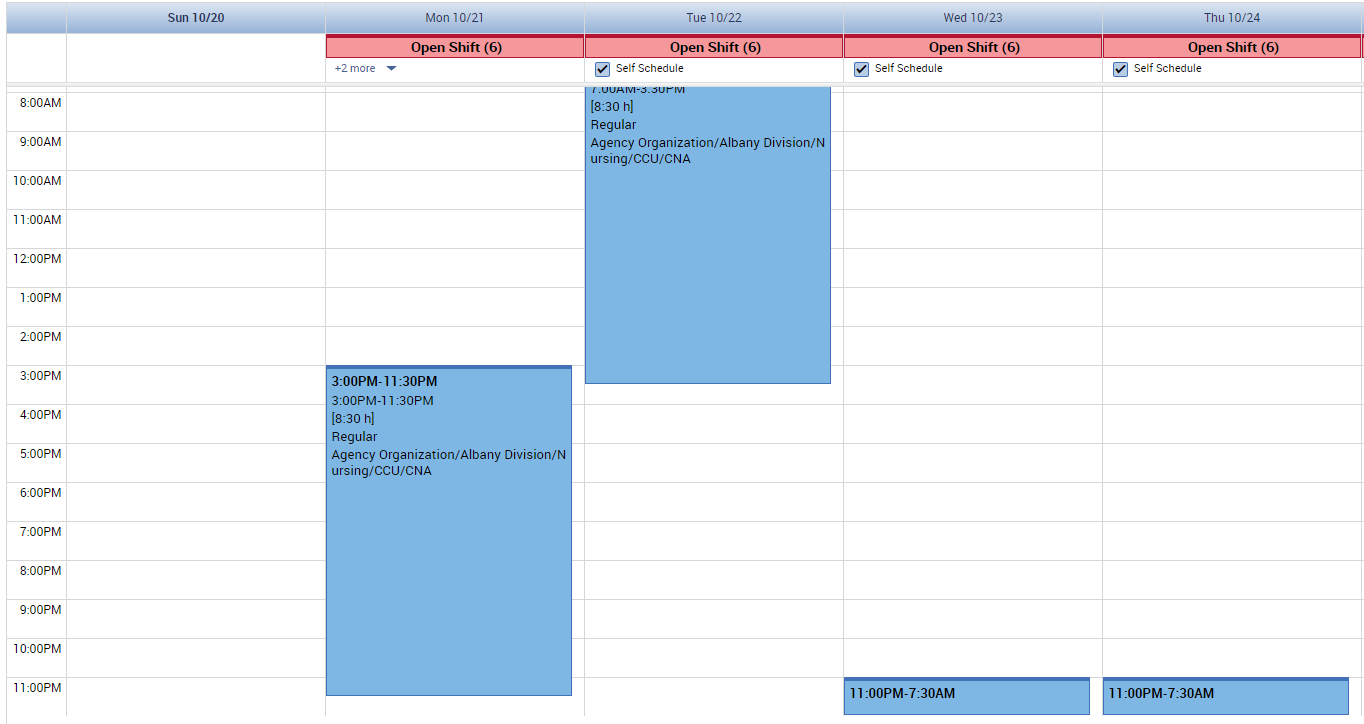 Sun 10/20 Mon 10/21 Tue 10/22 Wed 10/23 Thu 10/24
Open Shift (6) Open Shift (6) Open Shift (6) Open Shift (6)
+2 more Self Schedule Self Schedule Self Schedule
7:00AM-3:30PM
8:00AM
[8:30 h]
Regular
9:00AM
Agency Organization/Albany Division/N
ursing/CCU/CNA
10:00AM
11:00AM
12:00PM
1:00PM
2:00PM
3:00PM
3:00PM-11:30PM
3:00PM-11:30PM
4:00PM
[8:30 h]
Regular
5:00PM
Agency Organization/Albany Division/N
ursing/CCU/CNA
6:00PM
7:00PM
8:00PM
9:00PM
10:00PM
11:00PM
11:00PM-7:30AM 11:00PM-7:30AM